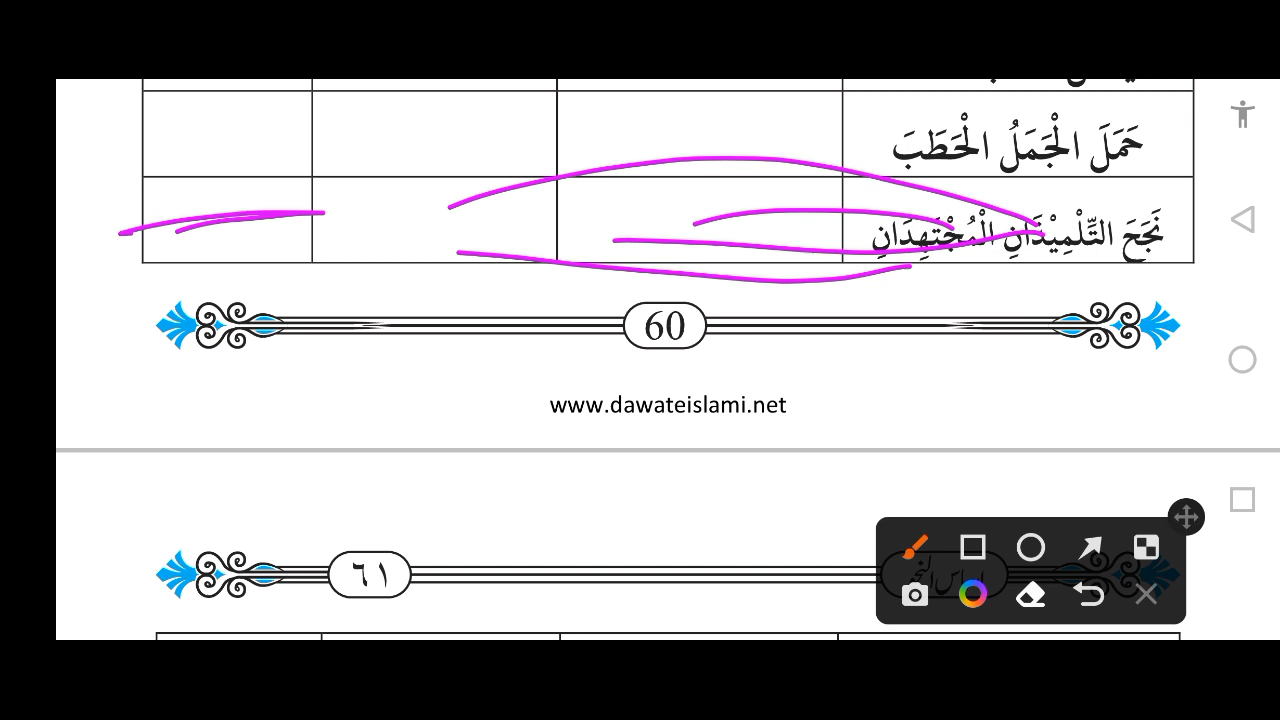 حَمَلَ الْجَمَلُ الْحَطَبَ
نَجَحَ التِّلْمِيْذَانِ الْمُجْتَهِدَانِ
60
www.dawateislami.net
٦١